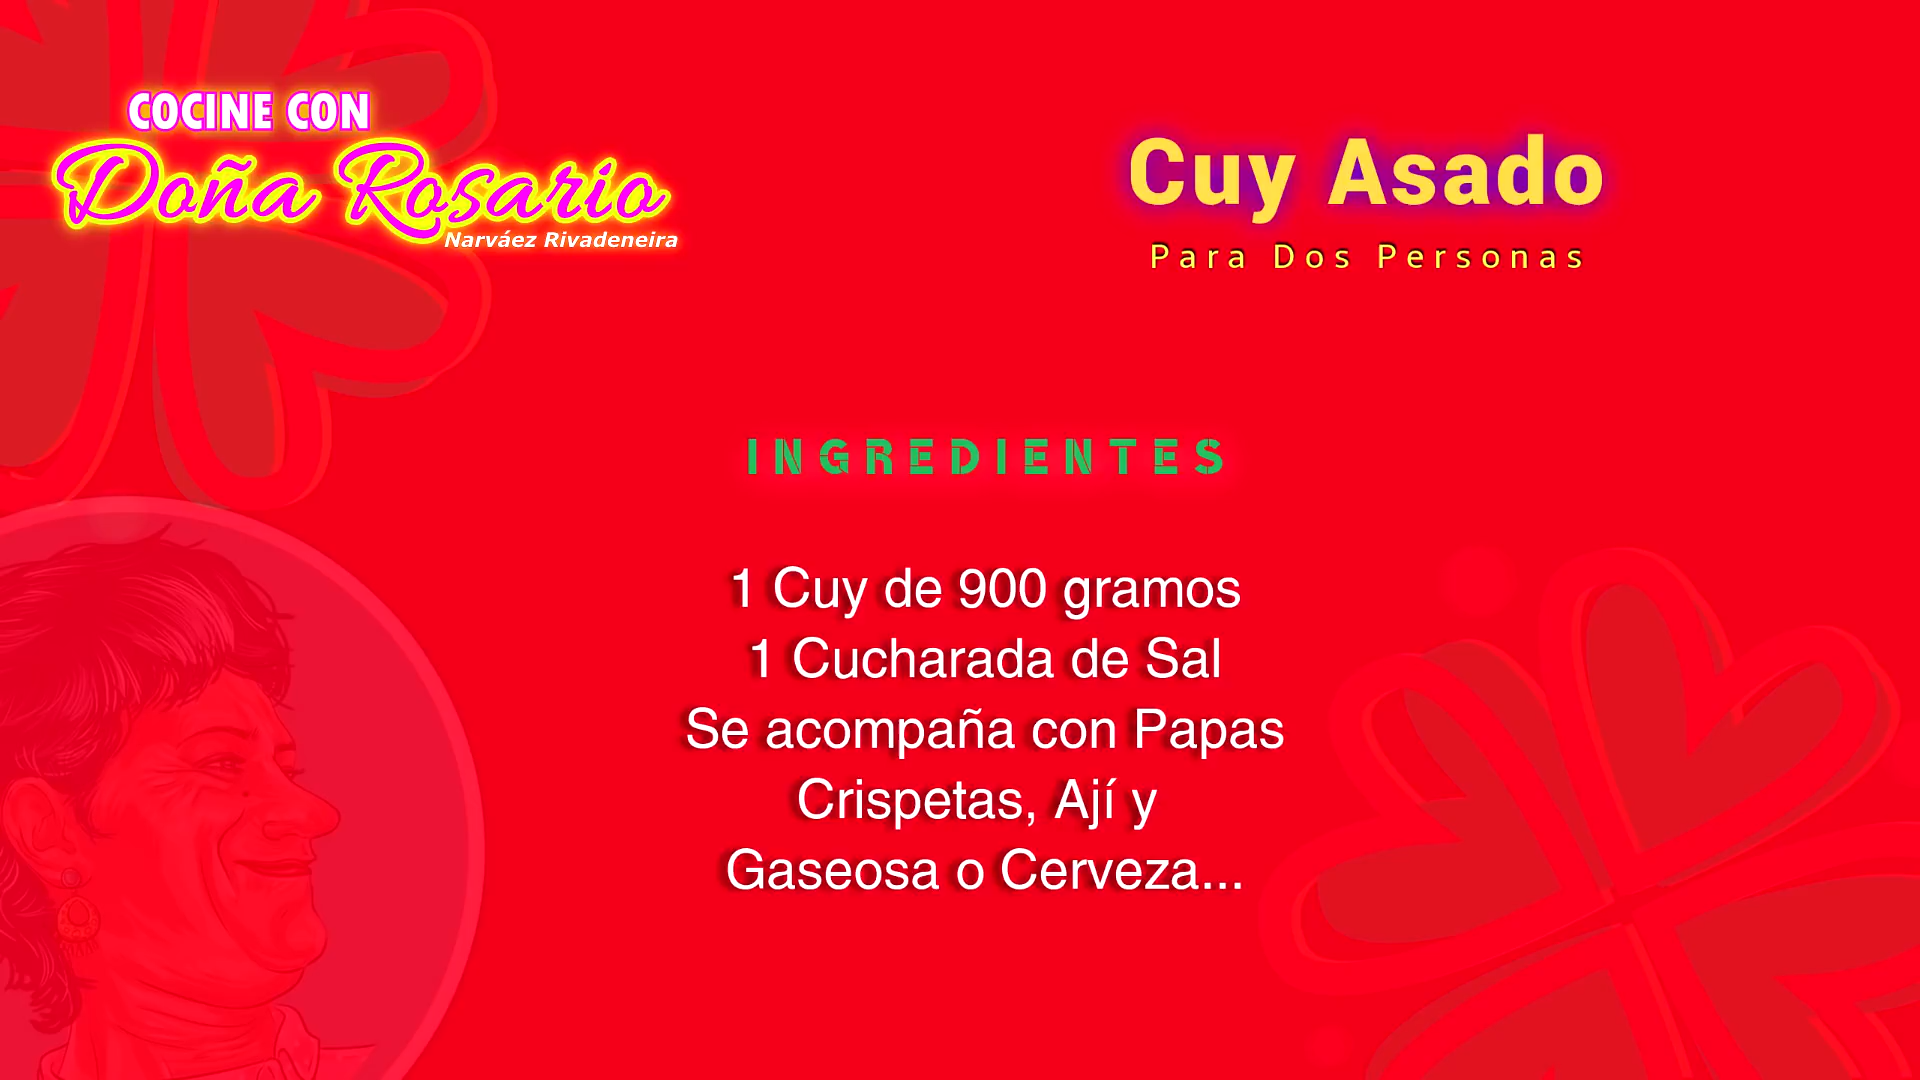 COCINE CON
Doña Rosario
Narváez Rivadeneira
Cuy Asado
Para Dos Personas
INGREDIENTES
1 Cuy de 900 gramos
1 Cucharada de Sal
Se acompaña con Papas
Crispetas, Ají y
Gaseosa o Cerveza...